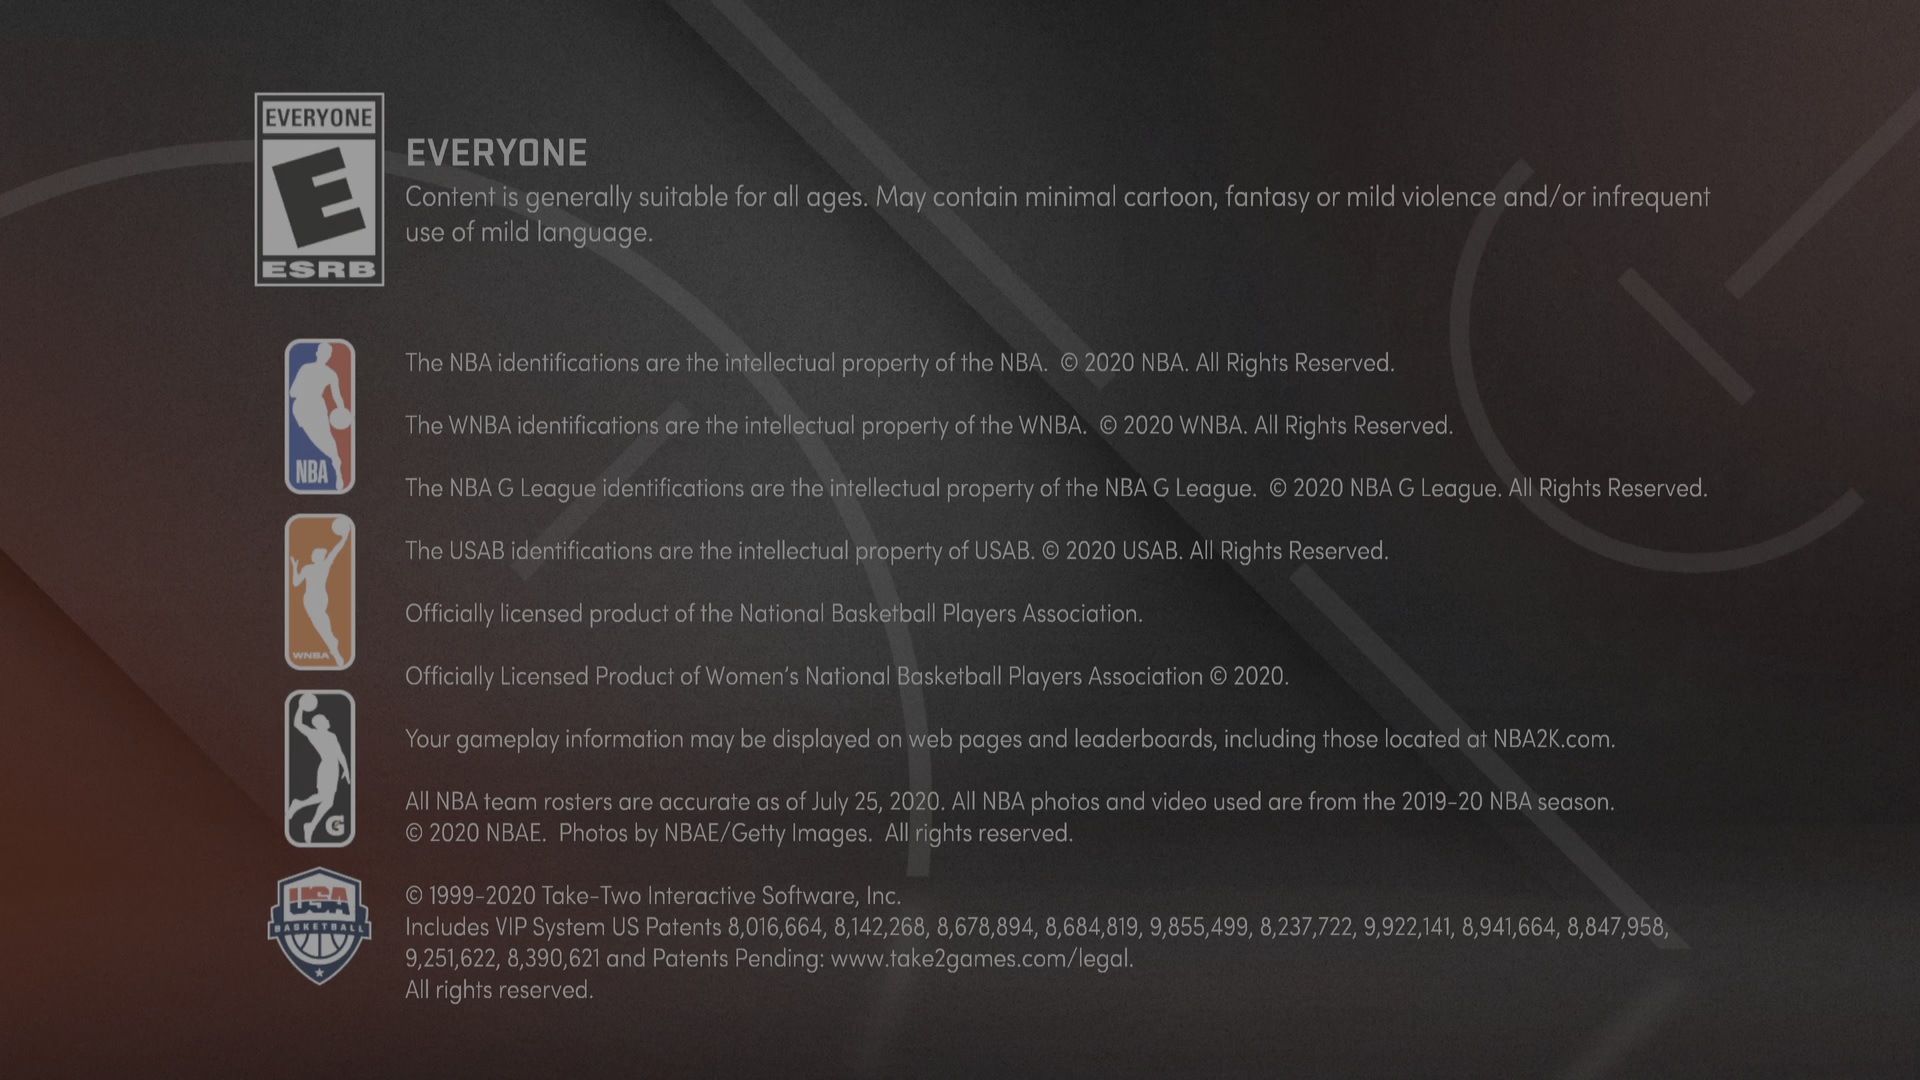 EVERYONE
E
ESRB
EVERYONE
Content is generally suitable for all ages. May contain minimal cartoon, fantasy or mild violence and/or infrequent
use of mild language.
NBA
The NBA identifications are the intellectual property of the NBA.  © 2020 NBA. All Rights Reserved.
The WNBA identifications are the intellectual property of the WNBA.  © 2020 WNBA. All Rights Reserved.
The NBA G League identifications are the intellectual property of the NBA G League.  © 2020 NBA G League. All Rights Reserved.
WNBA
The USAB identifications are the intellectual property of USAB. © 2020 USAB. All Rights Reserved.
Officially licensed product of the National Basketball Players Association.
Officially Licensed Product of Women’s National Basketball Players Association © 2020.
G
Your gameplay information may be displayed on web pages and leaderboards, including those located at NBA2K.com.
All NBA team rosters are accurate as of July 25, 2020. All NBA photos and video used are from the 2019-20 NBA season.
© 2020 NBAE.  Photos by NBAE/Getty Images.  All rights reserved.
USA
BASKETBALL
© 1999-2020 Take-Two Interactive Software, Inc.
Includes VIP System US Patents 8,016,664, 8,142,268, 8,678,894, 8,684,819, 9,855,499, 8,237,722, 9,922,141, 8,941,664, 8,847,958,
9,251,622, 8,390,621 and Patents Pending: www.take2games.com/legal.
All rights reserved.